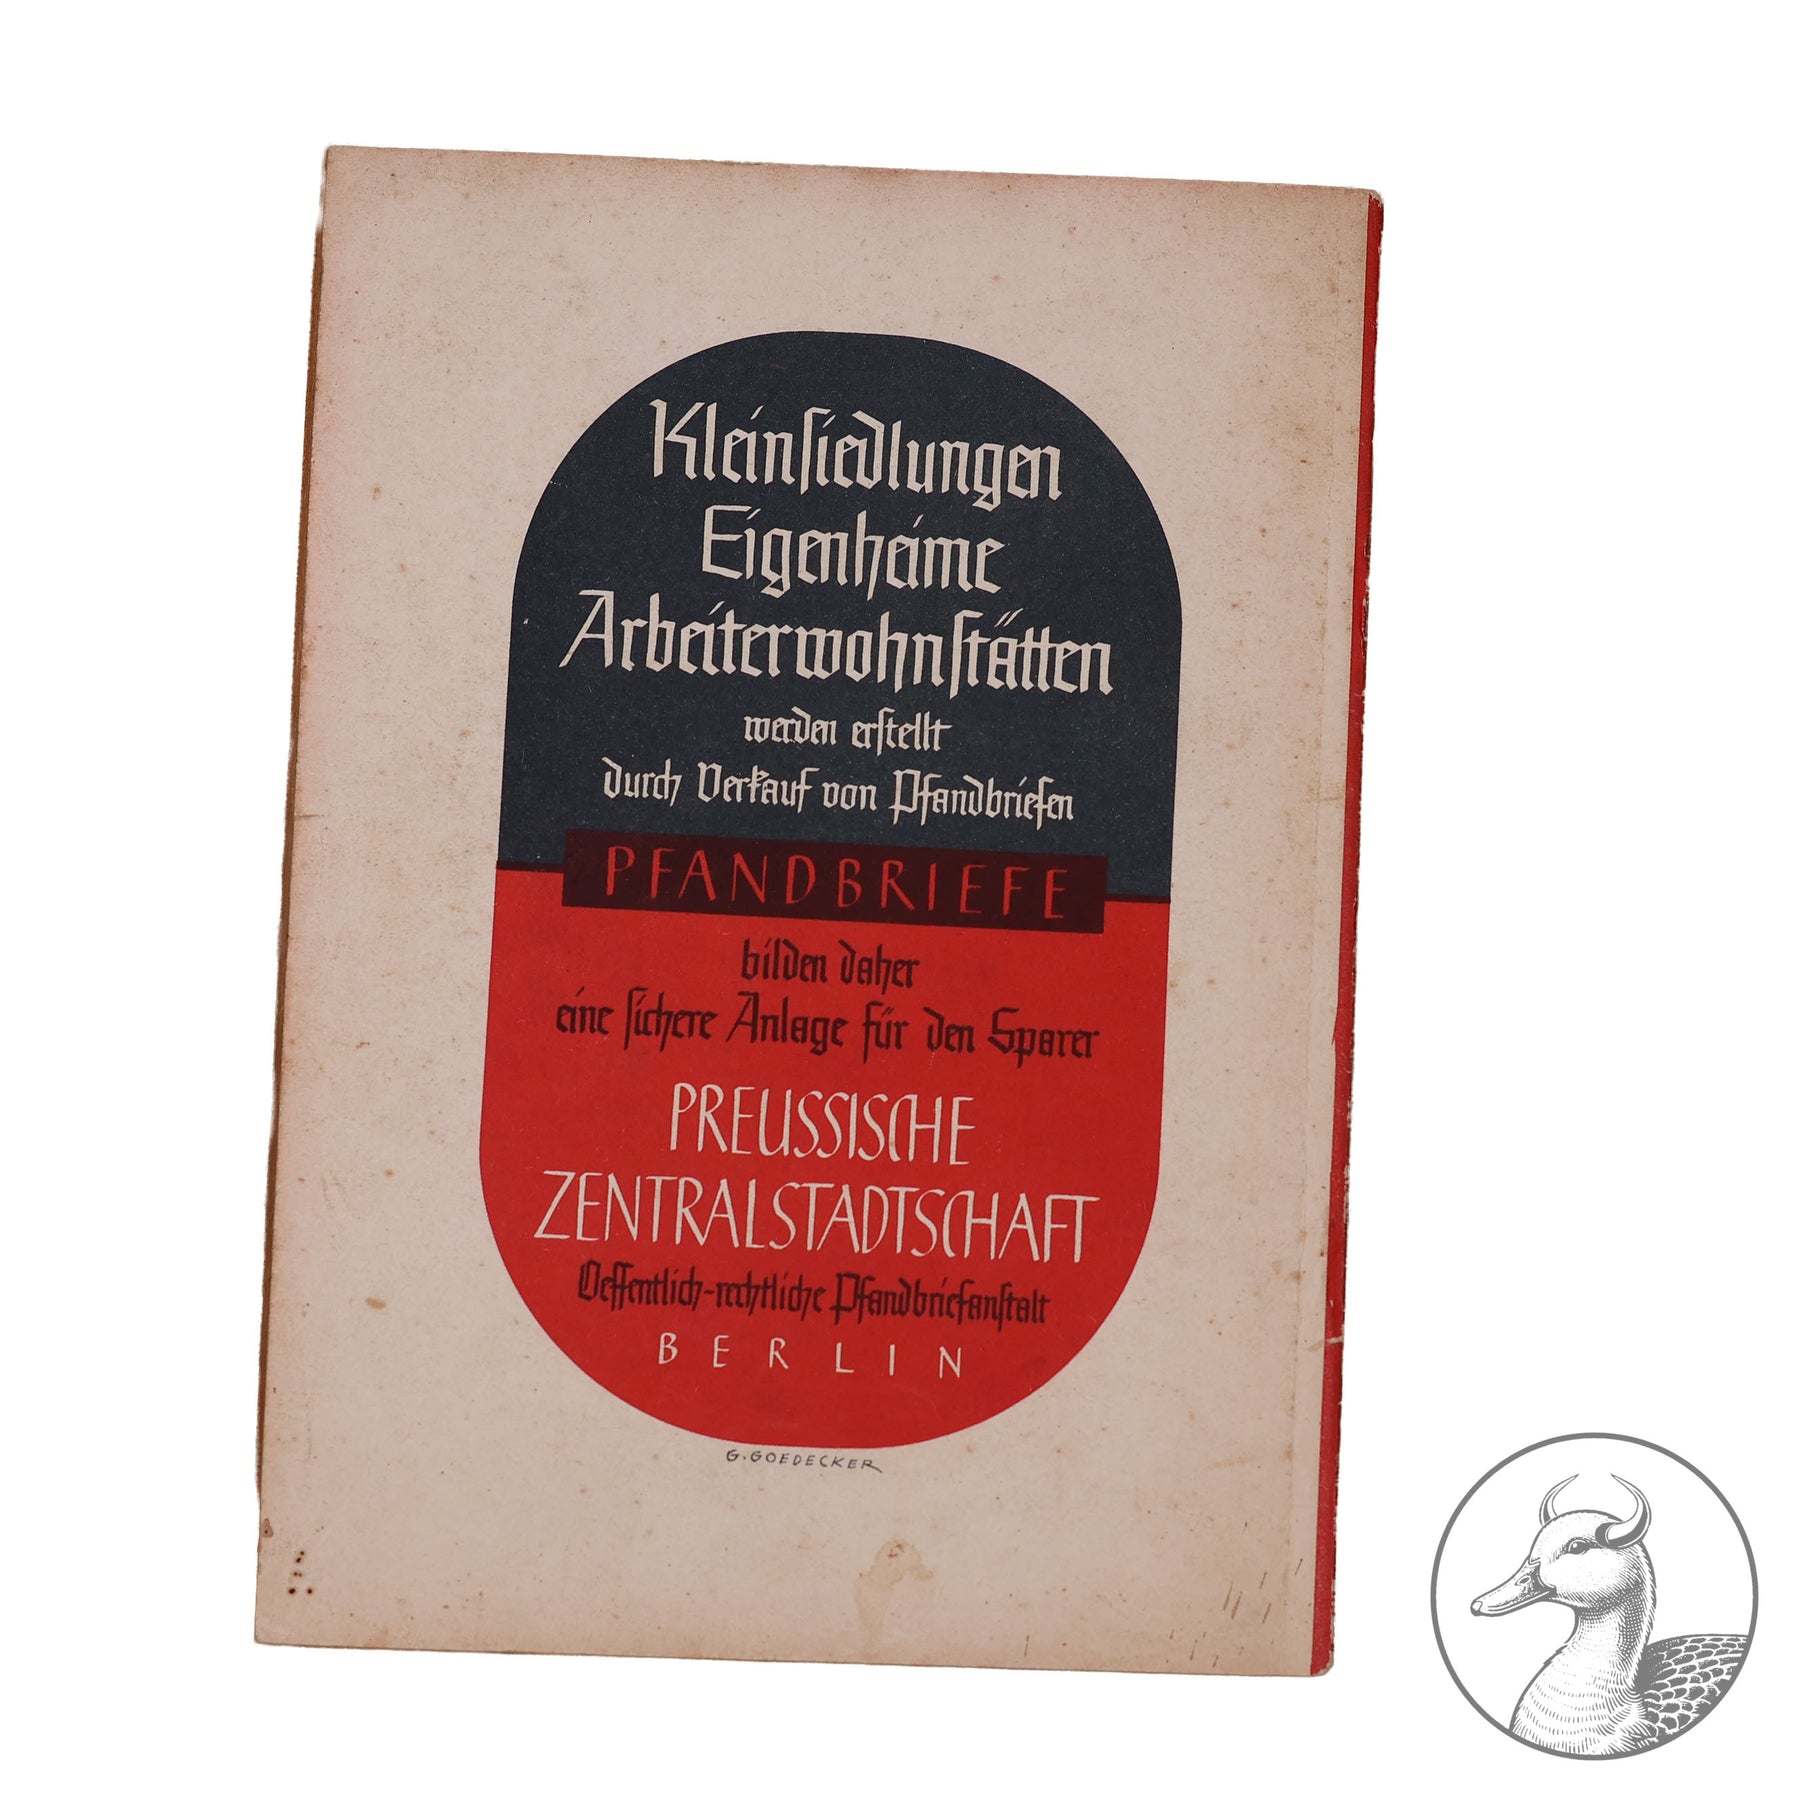 Kleinsiedlungen
Eigenheime
Arbeiterwohnstätten
werden erstellt
durch Verkauf von Pfandbriefen
PFANDBRIEFE
bilden daher
eine sichere Anlage für den Sparer
PREUSSISCHE
ZENTRALSTADTSCHAFT
Oeffentlich-rechtliche Pfandbriefanstalt
BERLIN
G. GOEDECKER